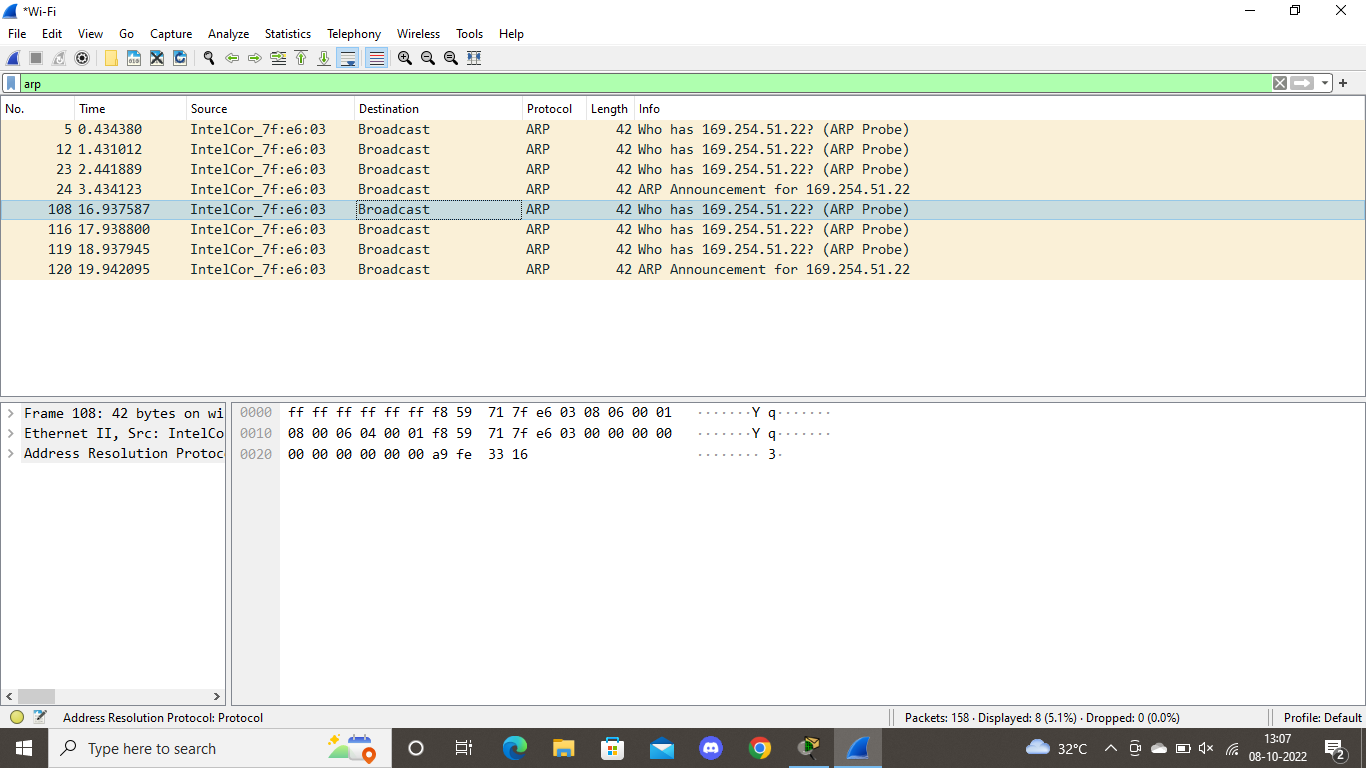 *Wi-Fi
File Edit View Go Capture Analyze Statistics Telephony Wireless Tools Help
arp
No. Time Source Destination Protocol Length Info
5 0.434380 IntelCor_7f:e6:03 Broadcast ARP 42 Who has 169.254.51.22? (ARP Probe)
12 1.431012 IntelCor_7f:e6:03 Broadcast ARP 42 Who has 169.254.51.22? (ARP Probe)
23 2.441889 IntelCor_7f:e6:03 Broadcast ARP 42 Who has 169.254.51.22? (ARP Probe)
24 3.434123 IntelCor_7f:e6:03 Broadcast ARP 42 ARP Announcement for 169.254.51.22
108 16.937587 IntelCor_7f:e6:03 Broadcast ARP 42 Who has 169.254.51.22? (ARP Probe)
116 17.938800 IntelCor_7f:e6:03 Broadcast ARP 42 Who has 169.254.51.22? (ARP Probe)
119 18.937945 IntelCor_7f:e6:03 Broadcast ARP 42 Who has 169.254.51.22? (ARP Probe)
120 19.942095 IntelCor_7f:e6:03 Broadcast ARP 42 ARP Announcement for 169.254.51.22
Frame 108: 42 bytes on wi
Ethernet II, Src: IntelCo
Address Resolution Protoc
0000 ff ff ff ff ff ff f8 59 71 7f e6 03 08 06 00 01 ·······Y q·······
0010 08 00 06 04 00 01 f8 59 71 7f e6 03 00 00 00 00 ·······Y q·······
0020 00 00 00 00 00 00 a9 fe 33 16 ········ 3·
Address Resolution Protocol: Protocol
Packets: 158 · Displayed: 8 (5.1%) · Dropped: 0 (0.0%)
Profile: Default
Type here to search
32°C
13:07
08-10-2022
2